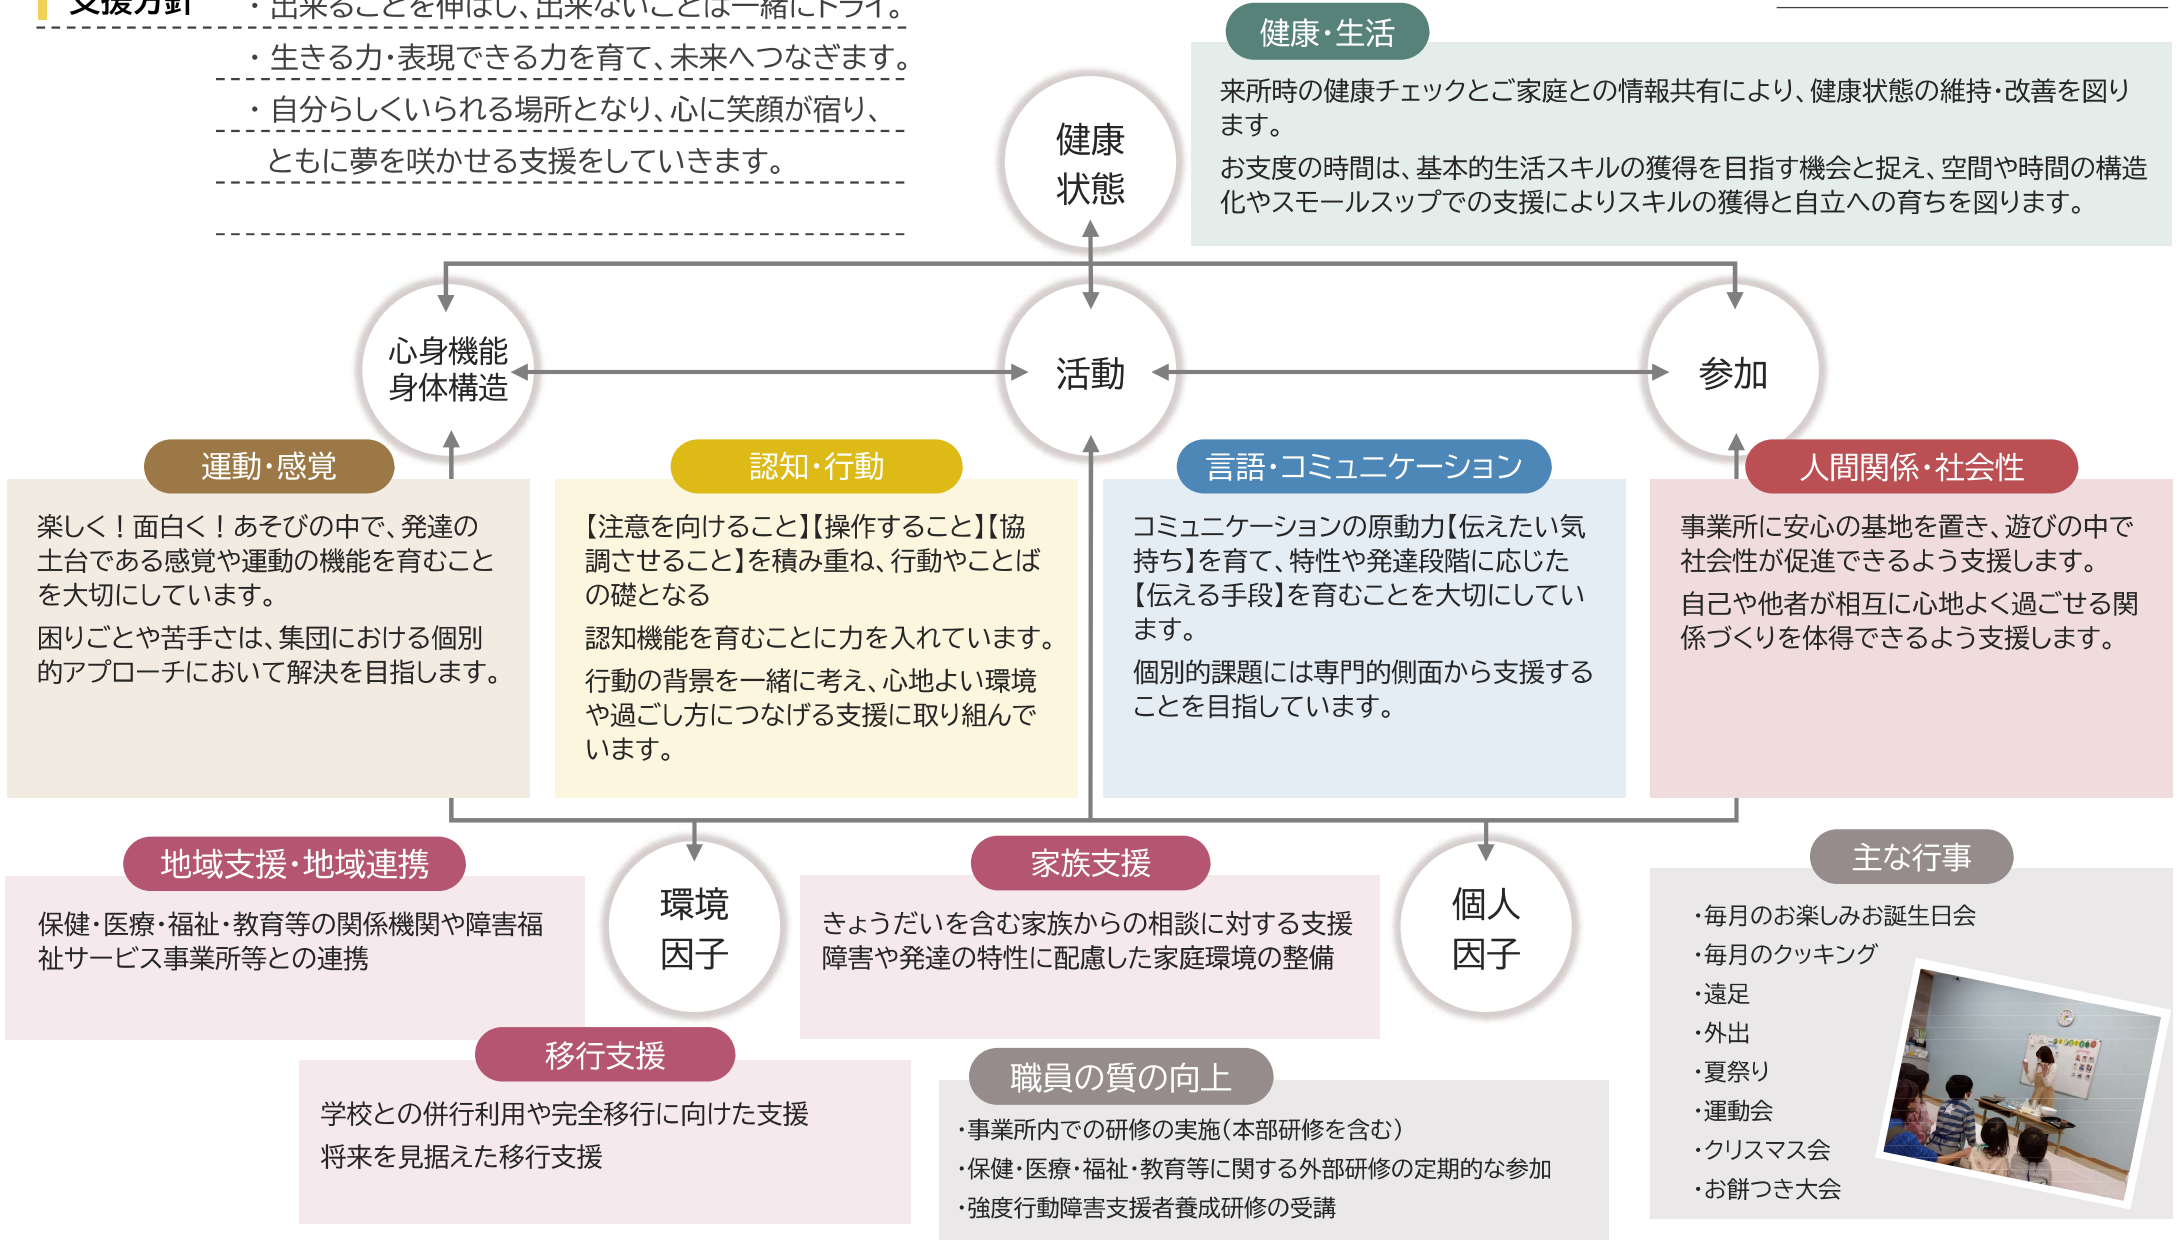 支援方針
・ 出来ることを伸ばし、出来ないことは一緒にトライ。
・ 生きる力・表現できる力を育て、未来へつなぎます。
・ 自分らしくいられる場所となり、心に笑顔が宿り、
ともに夢を咲かせる支援をしていきます。
健康・生活
来所時の健康チェックとご家庭との情報共有により、健康状態の維持・改善を図り
ます。
お支度の時間は、基本的生活スキルの獲得を目指す機会と捉え、空間や時間の構造
化やスモールスップでの支援によりスキルの獲得と自立への育ちを図ります。
健康
状態
心身機能
身体構造
活動
参加
運動・感覚
楽しく！面白く！あそびの中で、発達の
土台である感覚や運動の機能を育むこと
を大切にしています。
困りごとや苦手さは、集団における個別
的アプローチにおいて解決を目指します。
認知・行動
【注意を向けること】【操作すること】【協
調させること】を積み重ね、行動やことば
の礎となる
認知機能を育むことに力を入れています。
行動の背景を一緒に考え、心地よい環境
や過ごし方につなげる支援に取り組んで
います。
言語・コミュニケーション
コミュニケーションの原動力【伝えたい気
持ち】を育て、特性や発達段階に応じた
【伝える手段】を育むことを大切にしてい
ます。
個別的課題には専門的側面から支援する
ことを目指しています。
人間関係・社会性
事業所に安心の基地を置き、遊びの中で
社会性が促進できるよう支援します。
自己や他者が相互に心地よく過ごせる関
係づくりを体得できるよう支援します。
地域支援・地域連携
保健・医療・福祉・教育等の関係機関や障害福
祉サービス事業所等との連携
環境
因子
家族支援
きょうだいを含む家族からの相談に対する支援
障害や発達の特性に配慮した家庭環境の整備
個人
因子
移行支援
学校との併行利用や完全移行に向けた支援
将来を見据えた移行支援
職員の質の向上
・事業所内での研修の実施（本部研修を含む）
・保健・医療・福祉・教育等に関する外部研修の定期的な参加
・強度行動障害支援者養成研修の受講
主な行事
・毎月のお楽しみお誕生日会
・毎月のクッキング
・遠足
・外出
・夏祭り
・運動会
・クリスマス会
・お餅つき大会